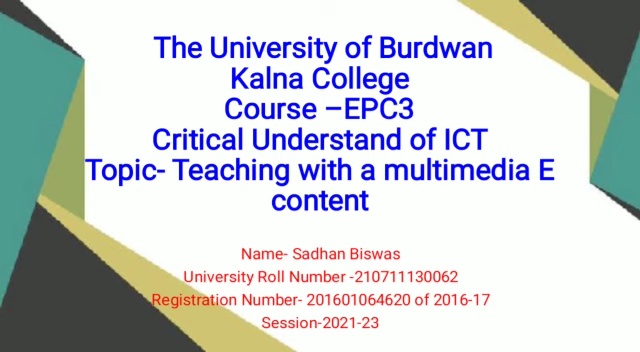 The University of Burdwan
Kalna College
Course –EPC3
Critical Understand of ICT
Topic- Teaching with a multimedia E
content
Name- Sadhan Biswas
University Roll Number -210711130062
Registration Number- 201601064620 of 2016-17
Session-2021-23